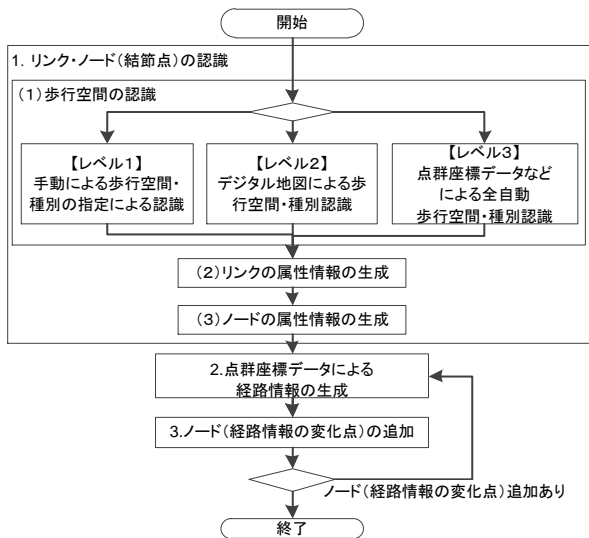 開始
1. リンク・ノード(結節点)の認識
(1)歩行空間の認識
【レベル1】
手動による歩行空間・
種別の指定による認識
【レベル2】
デジタル地図による歩
行空間・種別認識
【レベル3】
点群座標データなど
による全自動
歩行空間・種別認識
(2)リンクの属性情報の生成
(3)ノードの属性情報の生成
2.点群座標データによる
経路情報の生成
3.ノード(経路情報の変化点)の追加
ノード(経路情報の変化点)追加あり
終了